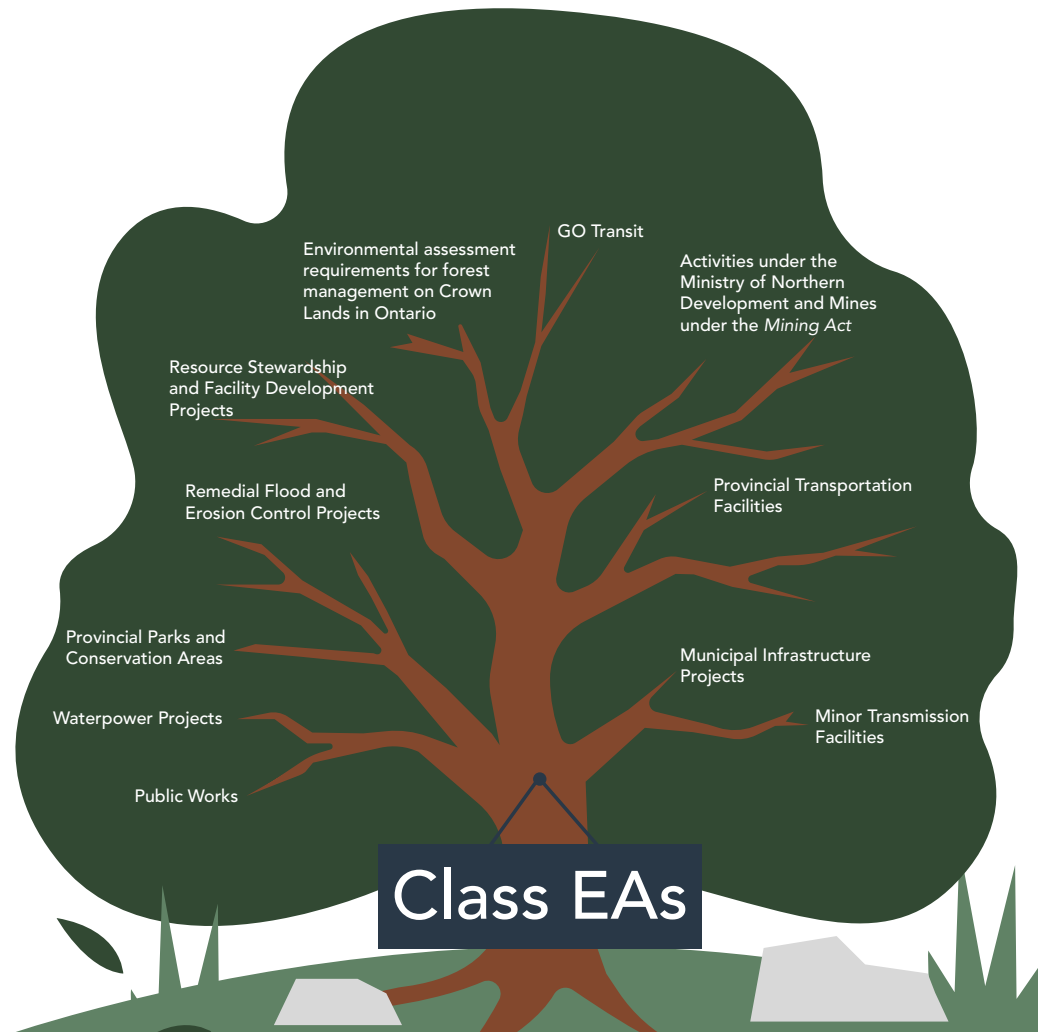 GO Transit
Environmental assessment
requirements for forest
management on Crown
Lands in Ontario
Activities under the
Ministry of Northern
Development and Mines
under the Mining Act
Resource Stewardship
and Facility Development
Projects
Remedial Flood and
Erosion Control Projects
Provincial Transportation
Facilities
Provincial Parks and
Conservation Areas
Municipal Infrastructure
Projects
Waterpower Projects
Minor Transmission
Facilities
Public Works
Class EAs